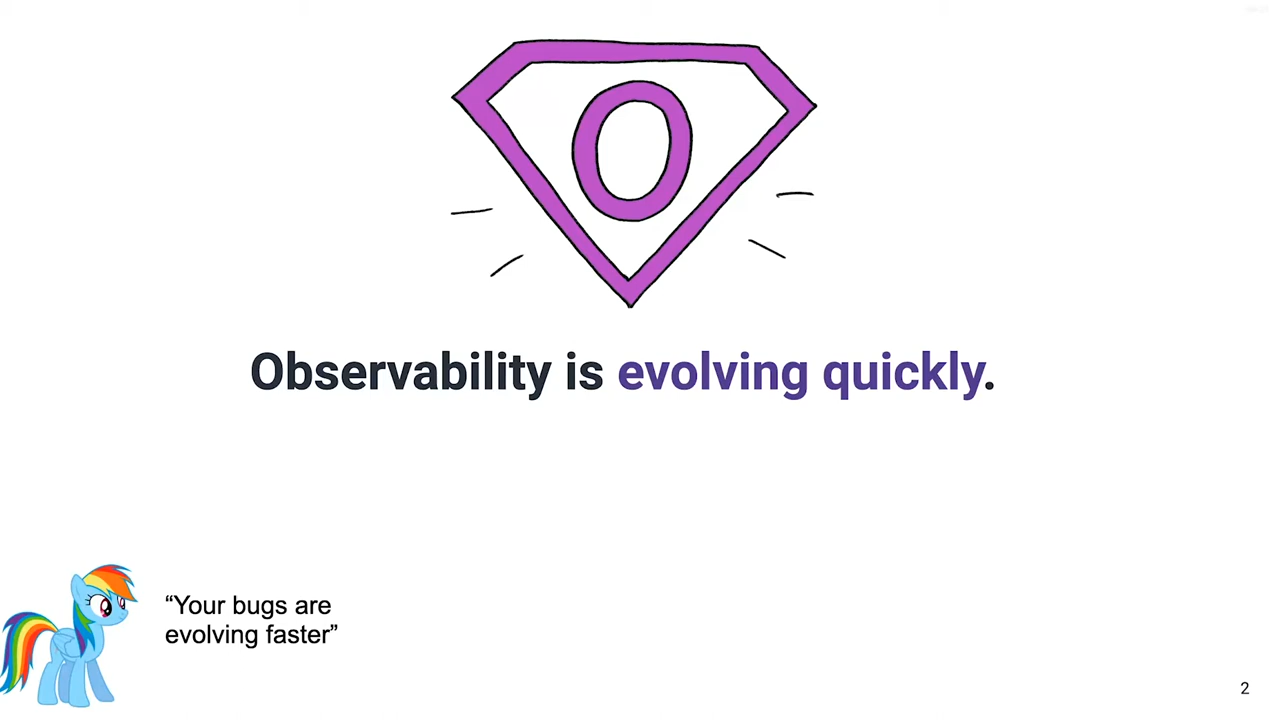 O
Observability is evolving quickly.
“Your bugs are
evolving faster”
2